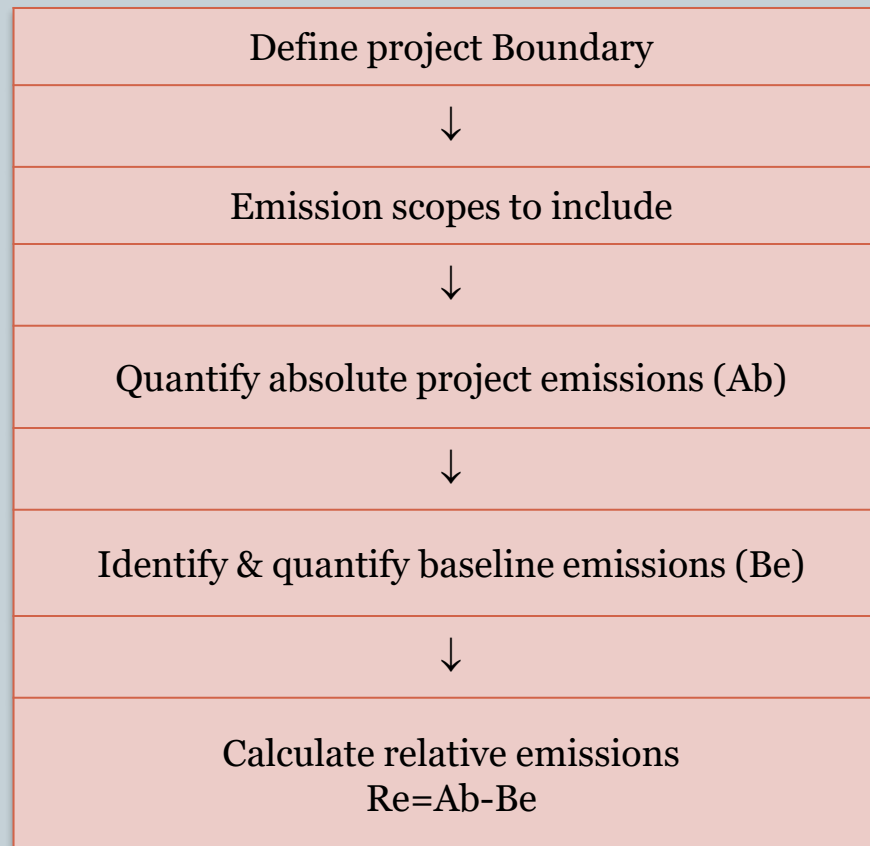 Define project Boundary
↓
Emission scopes to include
↓
Quantify absolute project emissions (Ab)
↓
Identify & quantify baseline emissions (Be)
↓
Calculate relative emissions
Re=Ab-Be